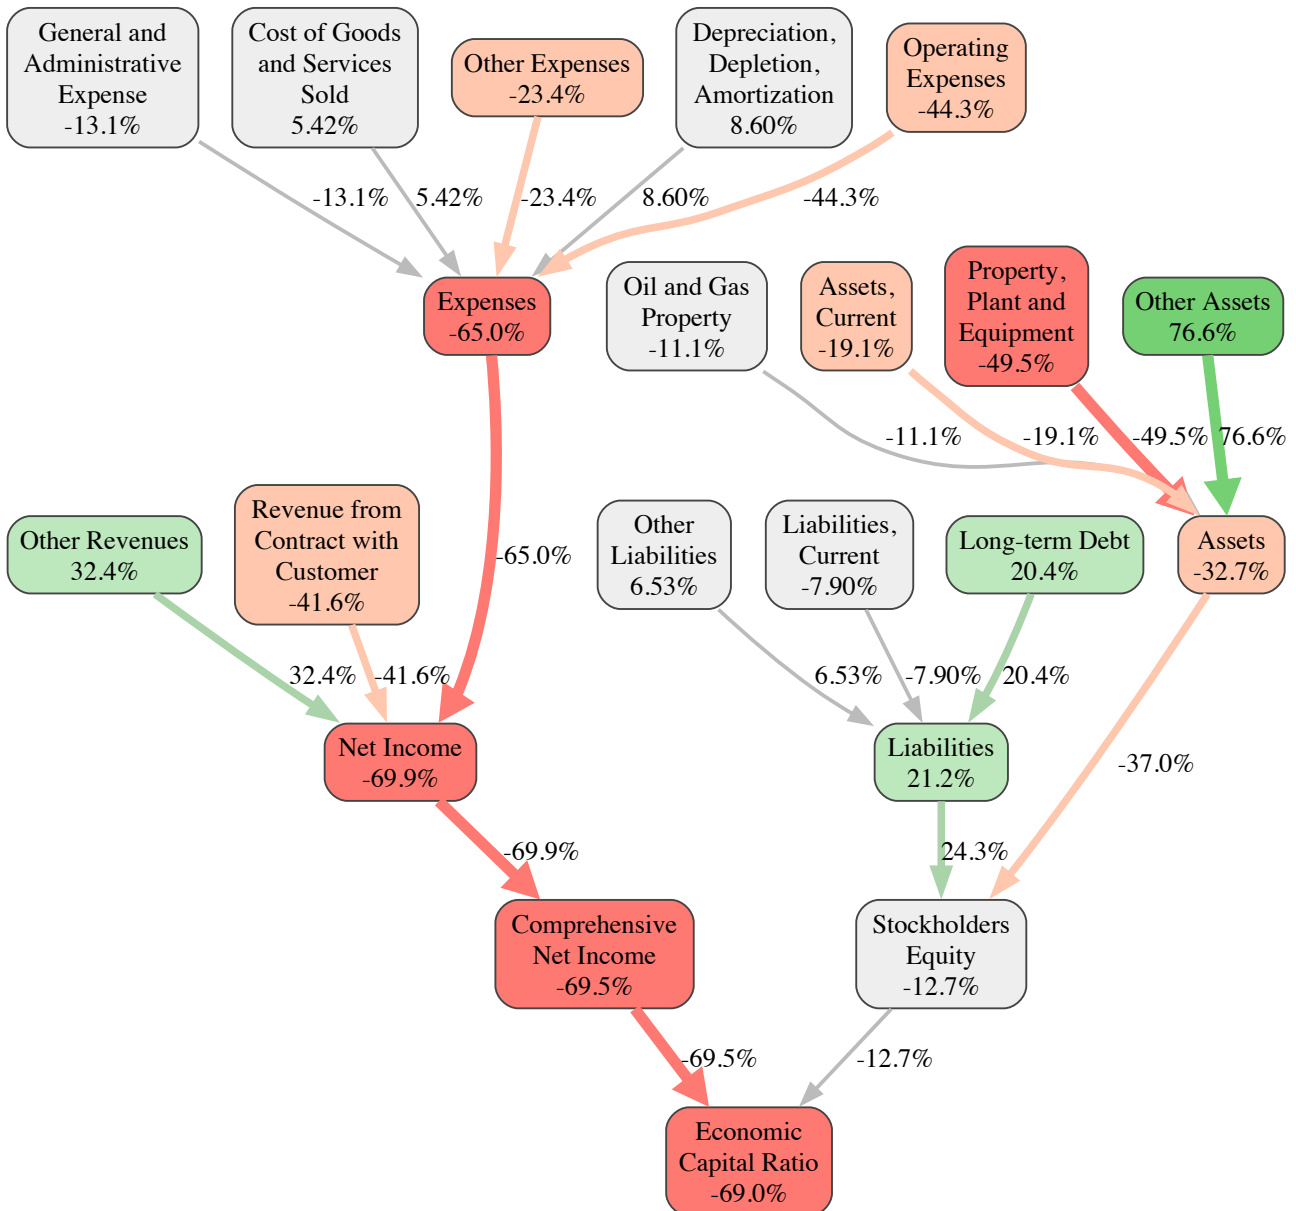 General and
Administrative
Expense
-13.1%
Cost of Goods
and Services
Sold
5.42%
Other Expenses
-23.4%
Depreciation,
Depletion,
Amortization
8.60%
Operating
Expenses
-44.3%
-13.1%
5.42%
-23.4%
8.60%
-44.3%
Expenses
-65.0%
Oil and Gas
Property
-11.1%
Assets,
Current
-19.1%
Property,
Plant and
Equipment
-49.5%
Other Assets
76.6%
-11.1%
-19.1%
-49.5%
76.6%
Other Revenues
32.4%
Revenue from
Contract with
Customer
-41.6%
-65.0%
Other
Liabilities
6.53%
Liabilities,
Current
-7.90%
Long-term Debt
20.4%
Assets
-32.7%
32.4%
-41.6%
6.53%
-7.90%
20.4%
Net Income
-69.9%
Liabilities
21.2%
-37.0%
-69.9%
24.3%
Comprehensive
Net Income
-69.5%
Stockholders
Equity
-12.7%
-69.5%
-12.7%
Economic
Capital Ratio
-69.0%